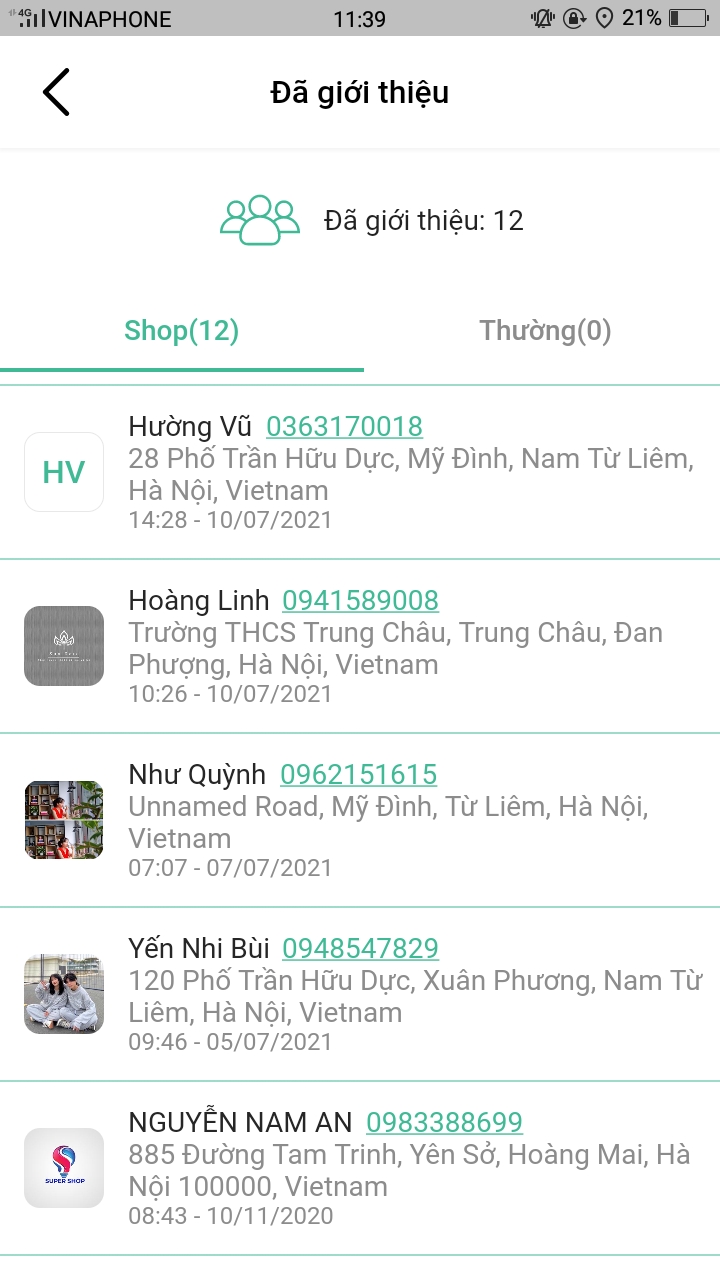 4G VINAPHONE 11:39 21%
Đã giới thiệu
Đã giới thiệu: 12
Shop(12) Thường(0)
HV
Hường Vũ 0363170018
28 Phố Trần Hữu Dực, Mỹ Đình, Nam Từ Liêm,
Hà Nội, Vietnam
14:28 - 10/07/2021
Hoàng Linh 0941589008
Trường THCS Trung Châu, Trung Châu, Đan
Phượng, Hà Nội, Vietnam
10:26 - 10/07/2021
Như Quỳnh 0962151615
Unnamed Road, Mỹ Đình, Từ Liêm, Hà Nội,
Vietnam
07:07 - 07/07/2021
Yến Nhi Bùi 0948547829
120 Phố Trần Hữu Dực, Xuân Phương, Nam Từ
Liêm, Hà Nội, Vietnam
09:46 - 05/07/2021
NGUYỄN NAM AN 0983388699
885 Đường Tam Trinh, Yên Sở, Hoàng Mai, Hà
Nội 100000, Vietnam
SUPER SHOP
08:43 - 10/11/2020